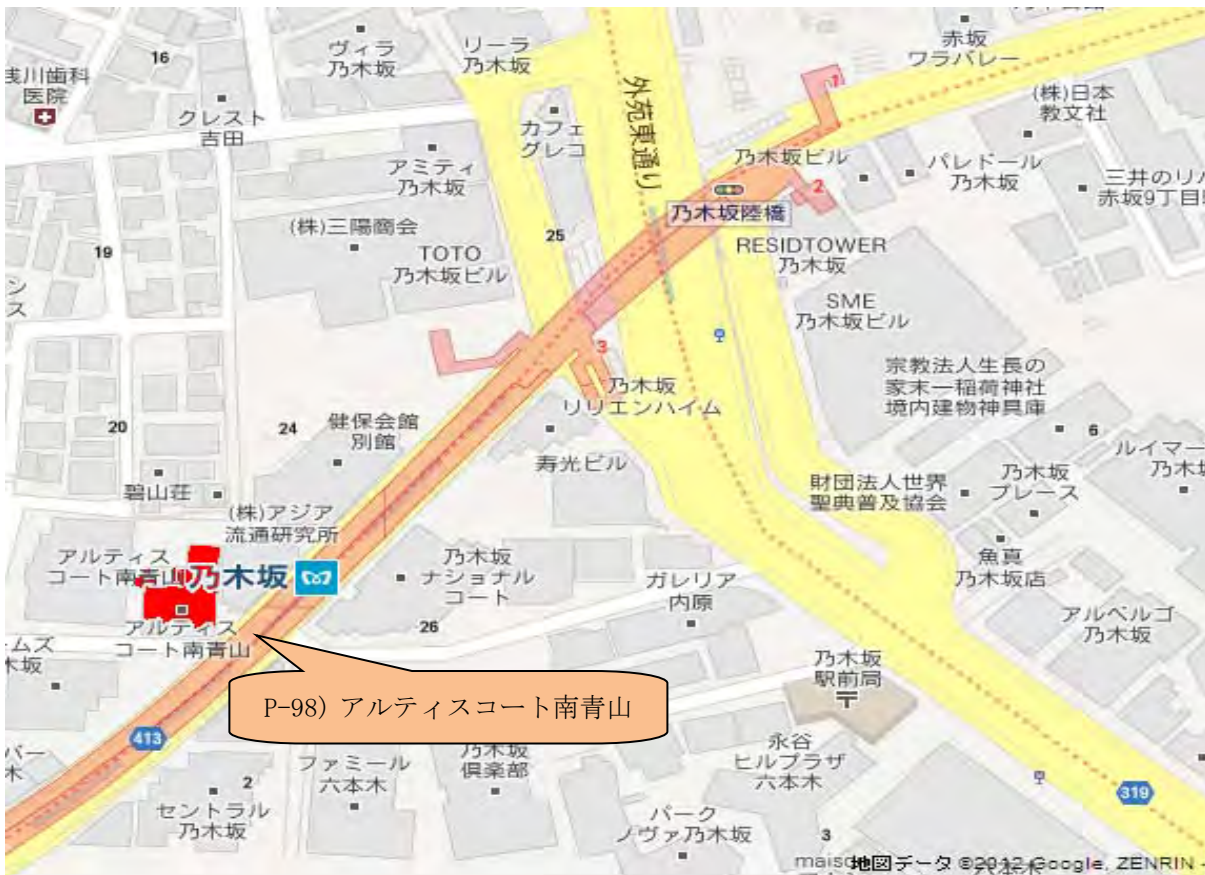 16
ヴィラ
乃木坂
リーラ
乃木坂
赤坂
ワラバレー
浅川歯科
医院
クレスト
吉田
カフェ
グレコ
外苑東通り
1
(株)日本
教文社
アミティ
乃木坂
乃木坂ビル
パレドール
乃木坂
三井のリハ
赤坂9丁目
2
乃木坂陸橋
(株)三陽商会
19
TOTO
乃木坂ビル
25
RESIDTOWER
乃木坂
シ
ス
SME
乃木坂ビル
3
乃木坂
リリエンハイム
宗教法人生長の
家末一稲荷神社
境内建物神具庫
20
24
健保会館
別館
6
ルイマー
乃木坂
寿光ビル
碧山荘
財団法人世界
聖典普及協会
乃木坂
プレース
(株)アジア
流通研究所
アルティス
コート南青山
乃木坂
乃木坂
ナショナル
コート
ガレリア
内原
魚真
乃木坂店
アルティス
コート南青山
26
アルベルゴ
乃木坂
ームズ
木坂
乃木坂
駅前局
P-98) アルティスコート南青山
413
バー
木
2
ファミール
六本木
乃木坂
倶楽部
永谷
ヒルプラザ
六本木
319
セントラル
乃木坂
パーク
ノヴァ乃木坂
3
地図データ ©2012 Google, ZENRIN -